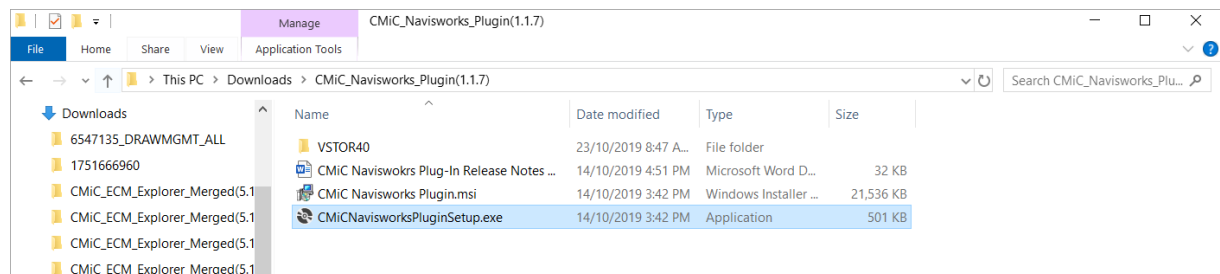 Manage CMiC_Navisworks_Plugin(1.1.7)
File Home Share View Application Tools
This PC > Downloads > CMiC_Navisworks_Plugin(1.1.7) Search CMiC_Navisworks_Plu...
Downloads
6547135_DRAWMGMT_ALL
1751666960
CMiC_ECM_Explorer_Merged(5.1
CMiC_ECM_Explorer_Merged(5.1
CMiC_ECM_Explorer_Merged(5.1
CMiC_ECM_Explorer_Merged(5.1
Name Date modified Type Size
VSTOR40 23/10/2019 8:47 A... File folder
CMiC Naviswokrs Plug-In Release Notes ... 14/10/2019 4:51 PM Microsoft Word D... 32 KB
CMiC Navisworks Plugin.msi 14/10/2019 3:42 PM Windows Installer ... 21,536 KB
CMiCNavisworksPluginSetup.exe 14/10/2019 3:42 PM Application 501 KB